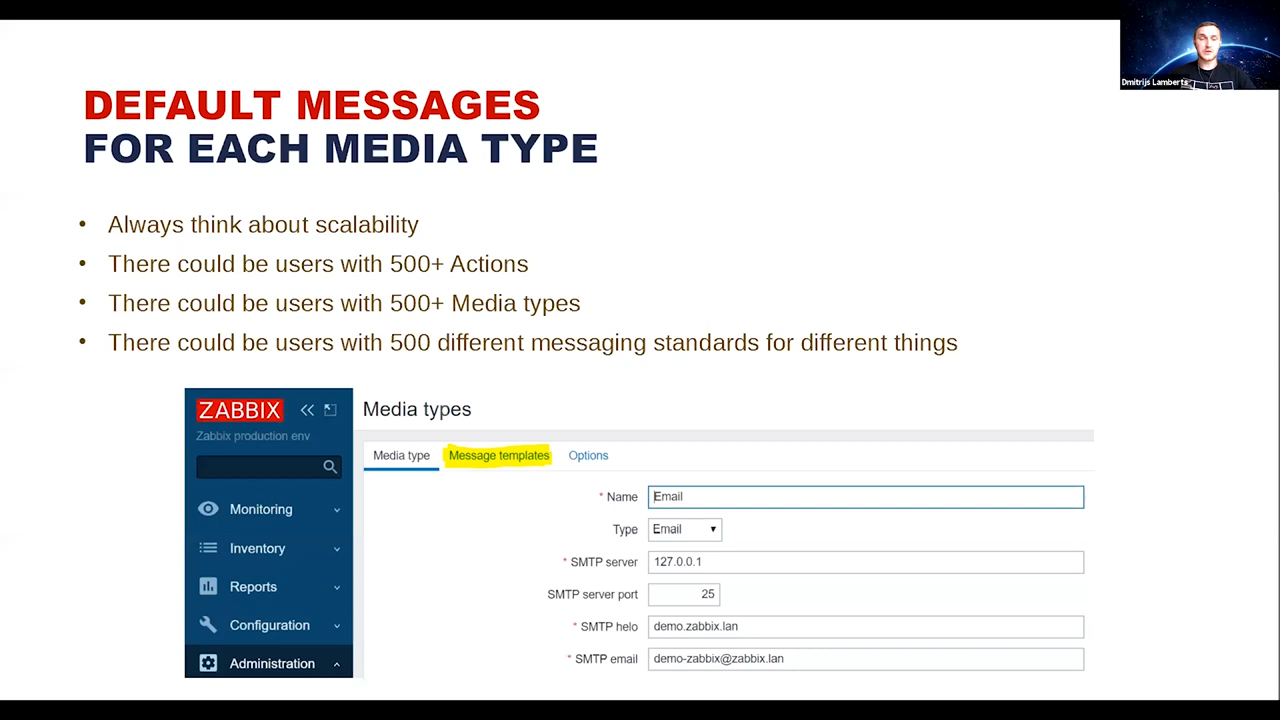 Dmitrijs Lamberts
DEFAULT MESSAGES
FOR EACH MEDIA TYPE
• Always think about scalability
• There could be users with 500+ Actions
• There could be users with 500+ Media types
• There could be users with 500 different messaging standards for different things
ZABBIX
Zabbix production env
Monitoring
Inventory
Reports
Configuration
Administration
Media types
Media type Message templates Options
* Name Email
Type Email
* SMTP server 127.0.0.1
SMTP server port 25
* SMTP helo demo.zabbix.lan
* SMTP email demo-zabbix@zabbix.lan